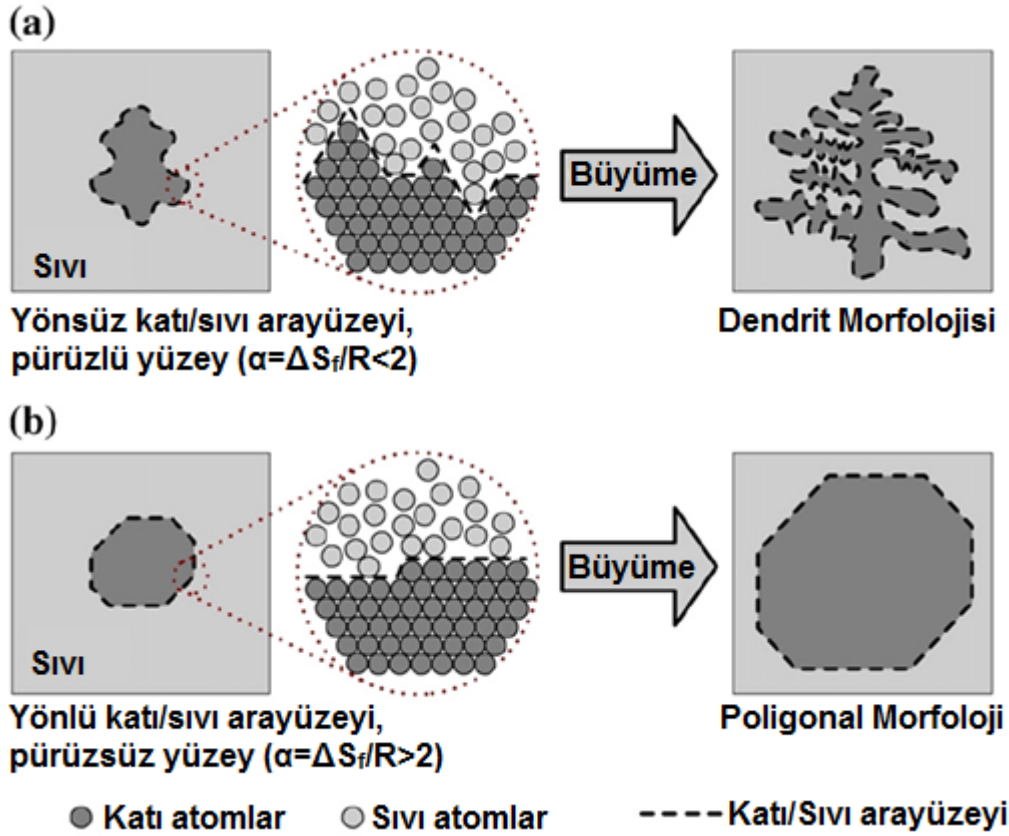 (a)
Sıvı
Büyüme
Yönsüz katı/sıvı arayüzeyi,
pürüzlü yüzey (α=ΔSf/R<2)
Dendrit Morfolojisi
(b)
Sıvı
Büyüme
Yönlü katı/sıvı arayüzeyi,
pürüzsüz yüzey (α=ΔSf/R>2)
Poligonal Morfoloji
Katı atomlar
Sıvı atomlar
Katı/Sıvı arayüzeyi